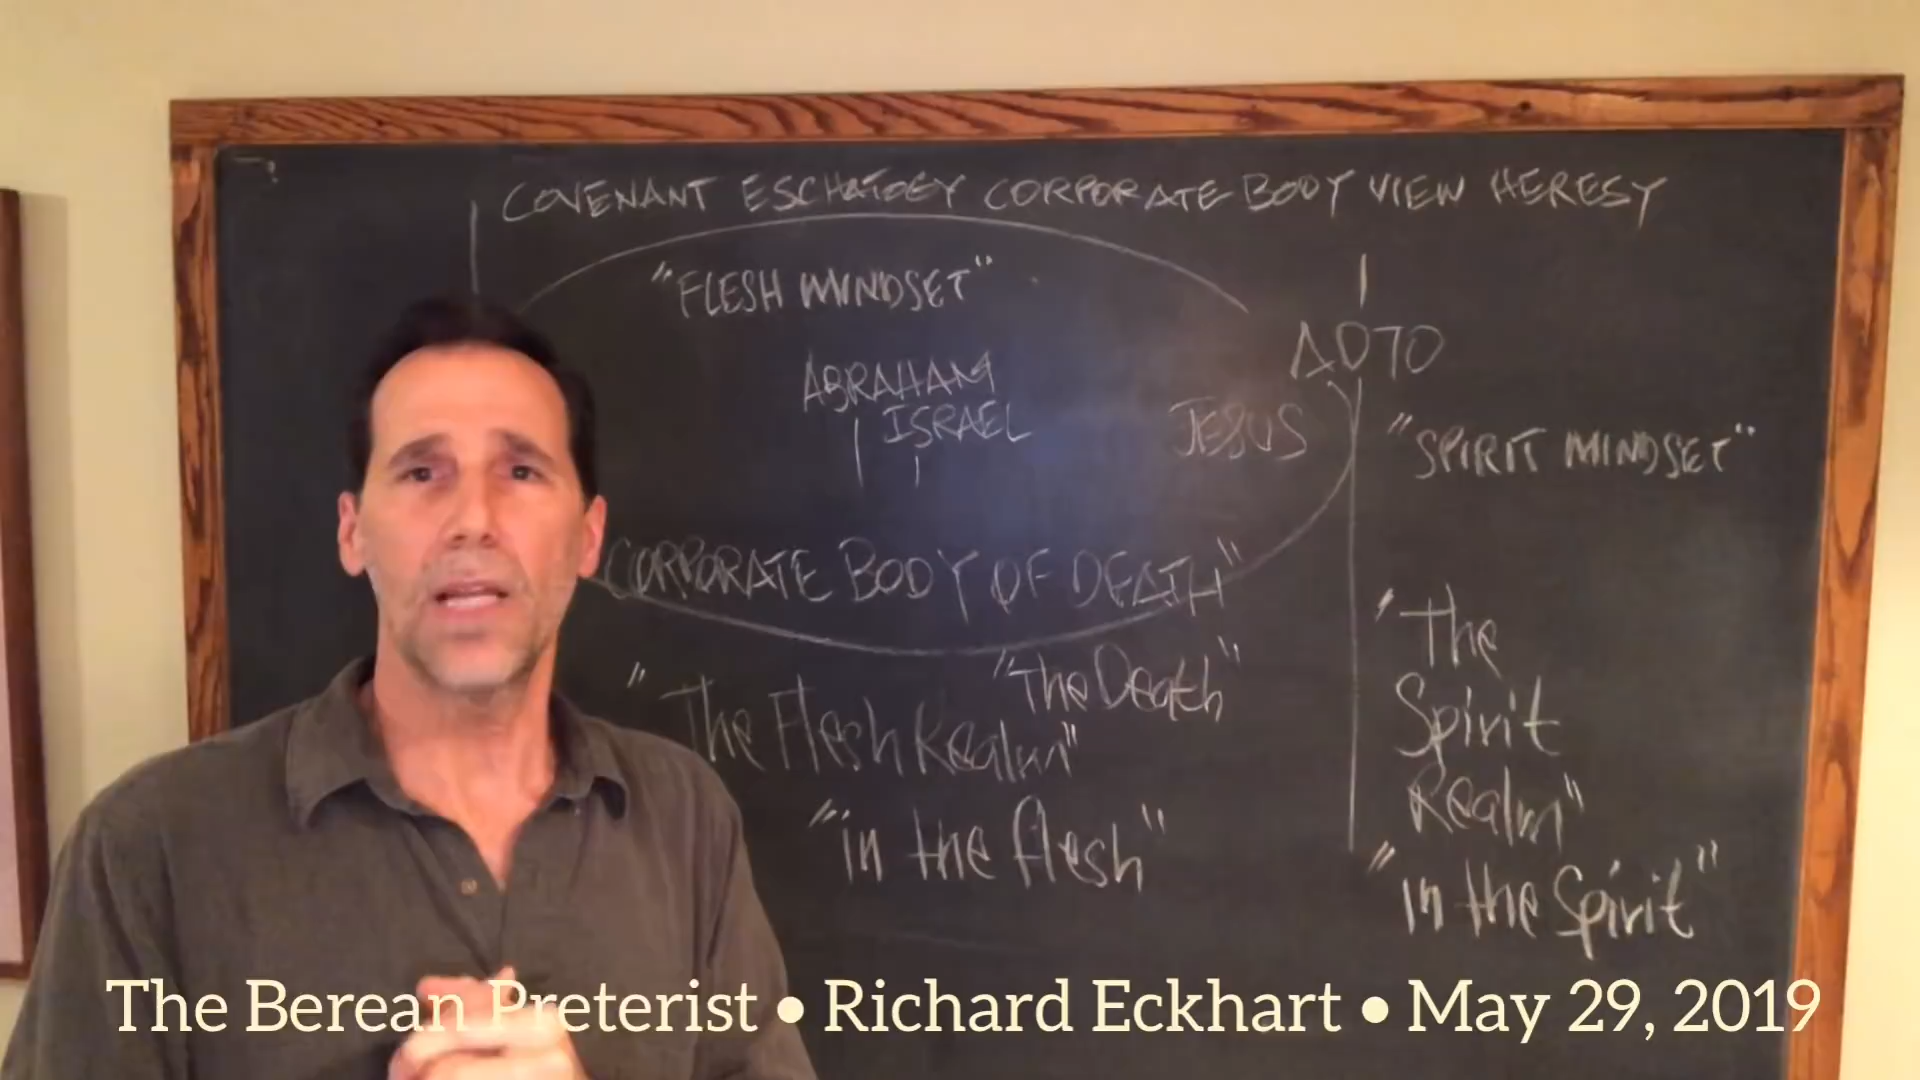 COVENANT ESCHATOLOGY CORPORATE BODY VIEW HERESY
"FLESH MINDSET"
ABRAHAM
ISRAEL
JESUS
AD70
"SPIRIT MINDSET"
CORPORATE BODY OF DEATH"
"The Death"
"The Flesh Realm"
"in the flesh"
"The
Spirit
Realm"
"in the Spirit"
The Berean Preterist • Richard Eckhart • May 29, 2019